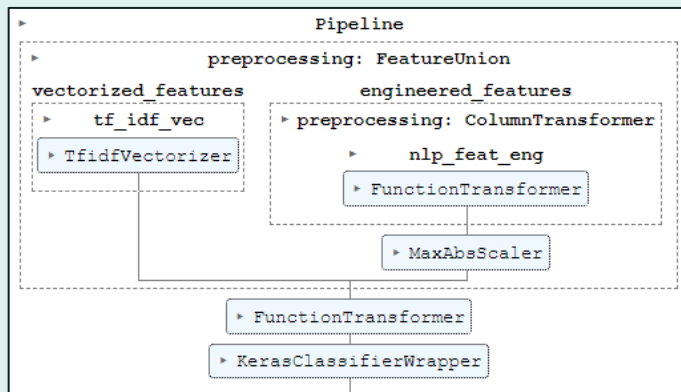 Pipeline
preprocessing: FeatureUnion
vectorized_features engineered_features
tf_idf_vec preprocessing: ColumnTransformer
TfidfVectorizer nlp_feat_eng
FunctionTransformer
MaxAbsScaler
FunctionTransformer
KerasClassifierWrapper